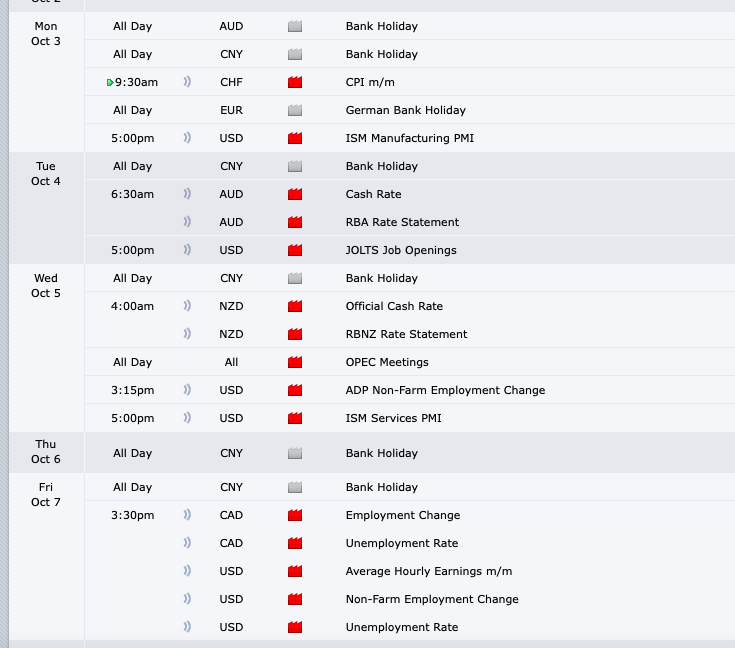 Oct 2
Mon All Day AUD Bank Holiday
Oct 3
All Day CNY Bank Holiday
9:30am CHF CPI m/m
All Day EUR German Bank Holiday
5:00pm USD ISM Manufacturing PMI
Tue All Day CNY Bank Holiday
Oct 4
6:30am AUD Cash Rate
AUD RBA Rate Statement
5:00pm USD JOLTS Job Openings
Wed All Day CNY Bank Holiday
Oct 5
4:00am NZD Official Cash Rate
NZD RBNZ Rate Statement
All Day All OPEC Meetings
3:15pm USD ADP Non-Farm Employment Change
5:00pm USD ISM Services PMI
Thu
Oct 6 All Day CNY Bank Holiday
Fri All Day CNY Bank Holiday
Oct 7
3:30pm CAD Employment Change
CAD Unemployment Rate
USD Average Hourly Earnings m/m
USD Non-Farm Employment Change
USD Unemployment Rate